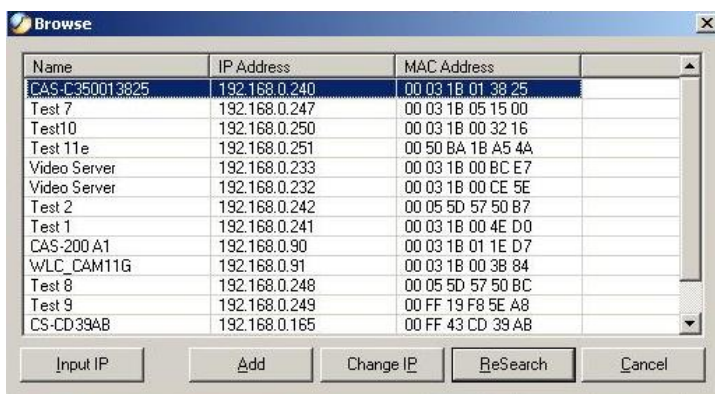 Browse
Name IP Address MAC Address
CAS-C350013825 192.168.0.240 00 03 1B 01 38 25
Test 7 192.168.0.247 00 03 1B 05 15 00
Test10 192.168.0.250 00 03 1B 00 32 16
Test 11e 192.168.0.251 00 50 BA 1B A5 4A
Video Server 192.168.0.233 00 03 1B 00 BC E7
Video Server 192.168.0.232 00 03 1B 00 CE 5E
Test 2 192.168.0.242 00 05 5D 57 50 B7
Test 1 192.168.0.241 00 03 1B 00 4E D0
CAS-200 A1 192.168.0.90 00 03 1B 01 1E D7
WLC_CAM11G 192.168.0.91 00 03 1B 00 3B 84
Test 8 192.168.0.248 00 05 5D 57 50 BC
Test 9 192.168.0.249 00 FF 19 F8 5E A8
CS-CD39AB 192.168.0.165 00 FF 43 CD 39 AB
Input IP Add Change IP ReSearch Cancel